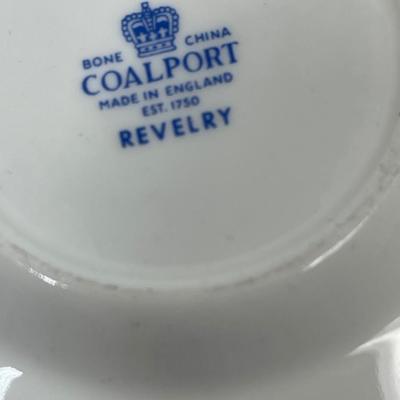 BONE CHINA
COALPORT
MADE IN ENGLAND
EST. 1750
REVELRY